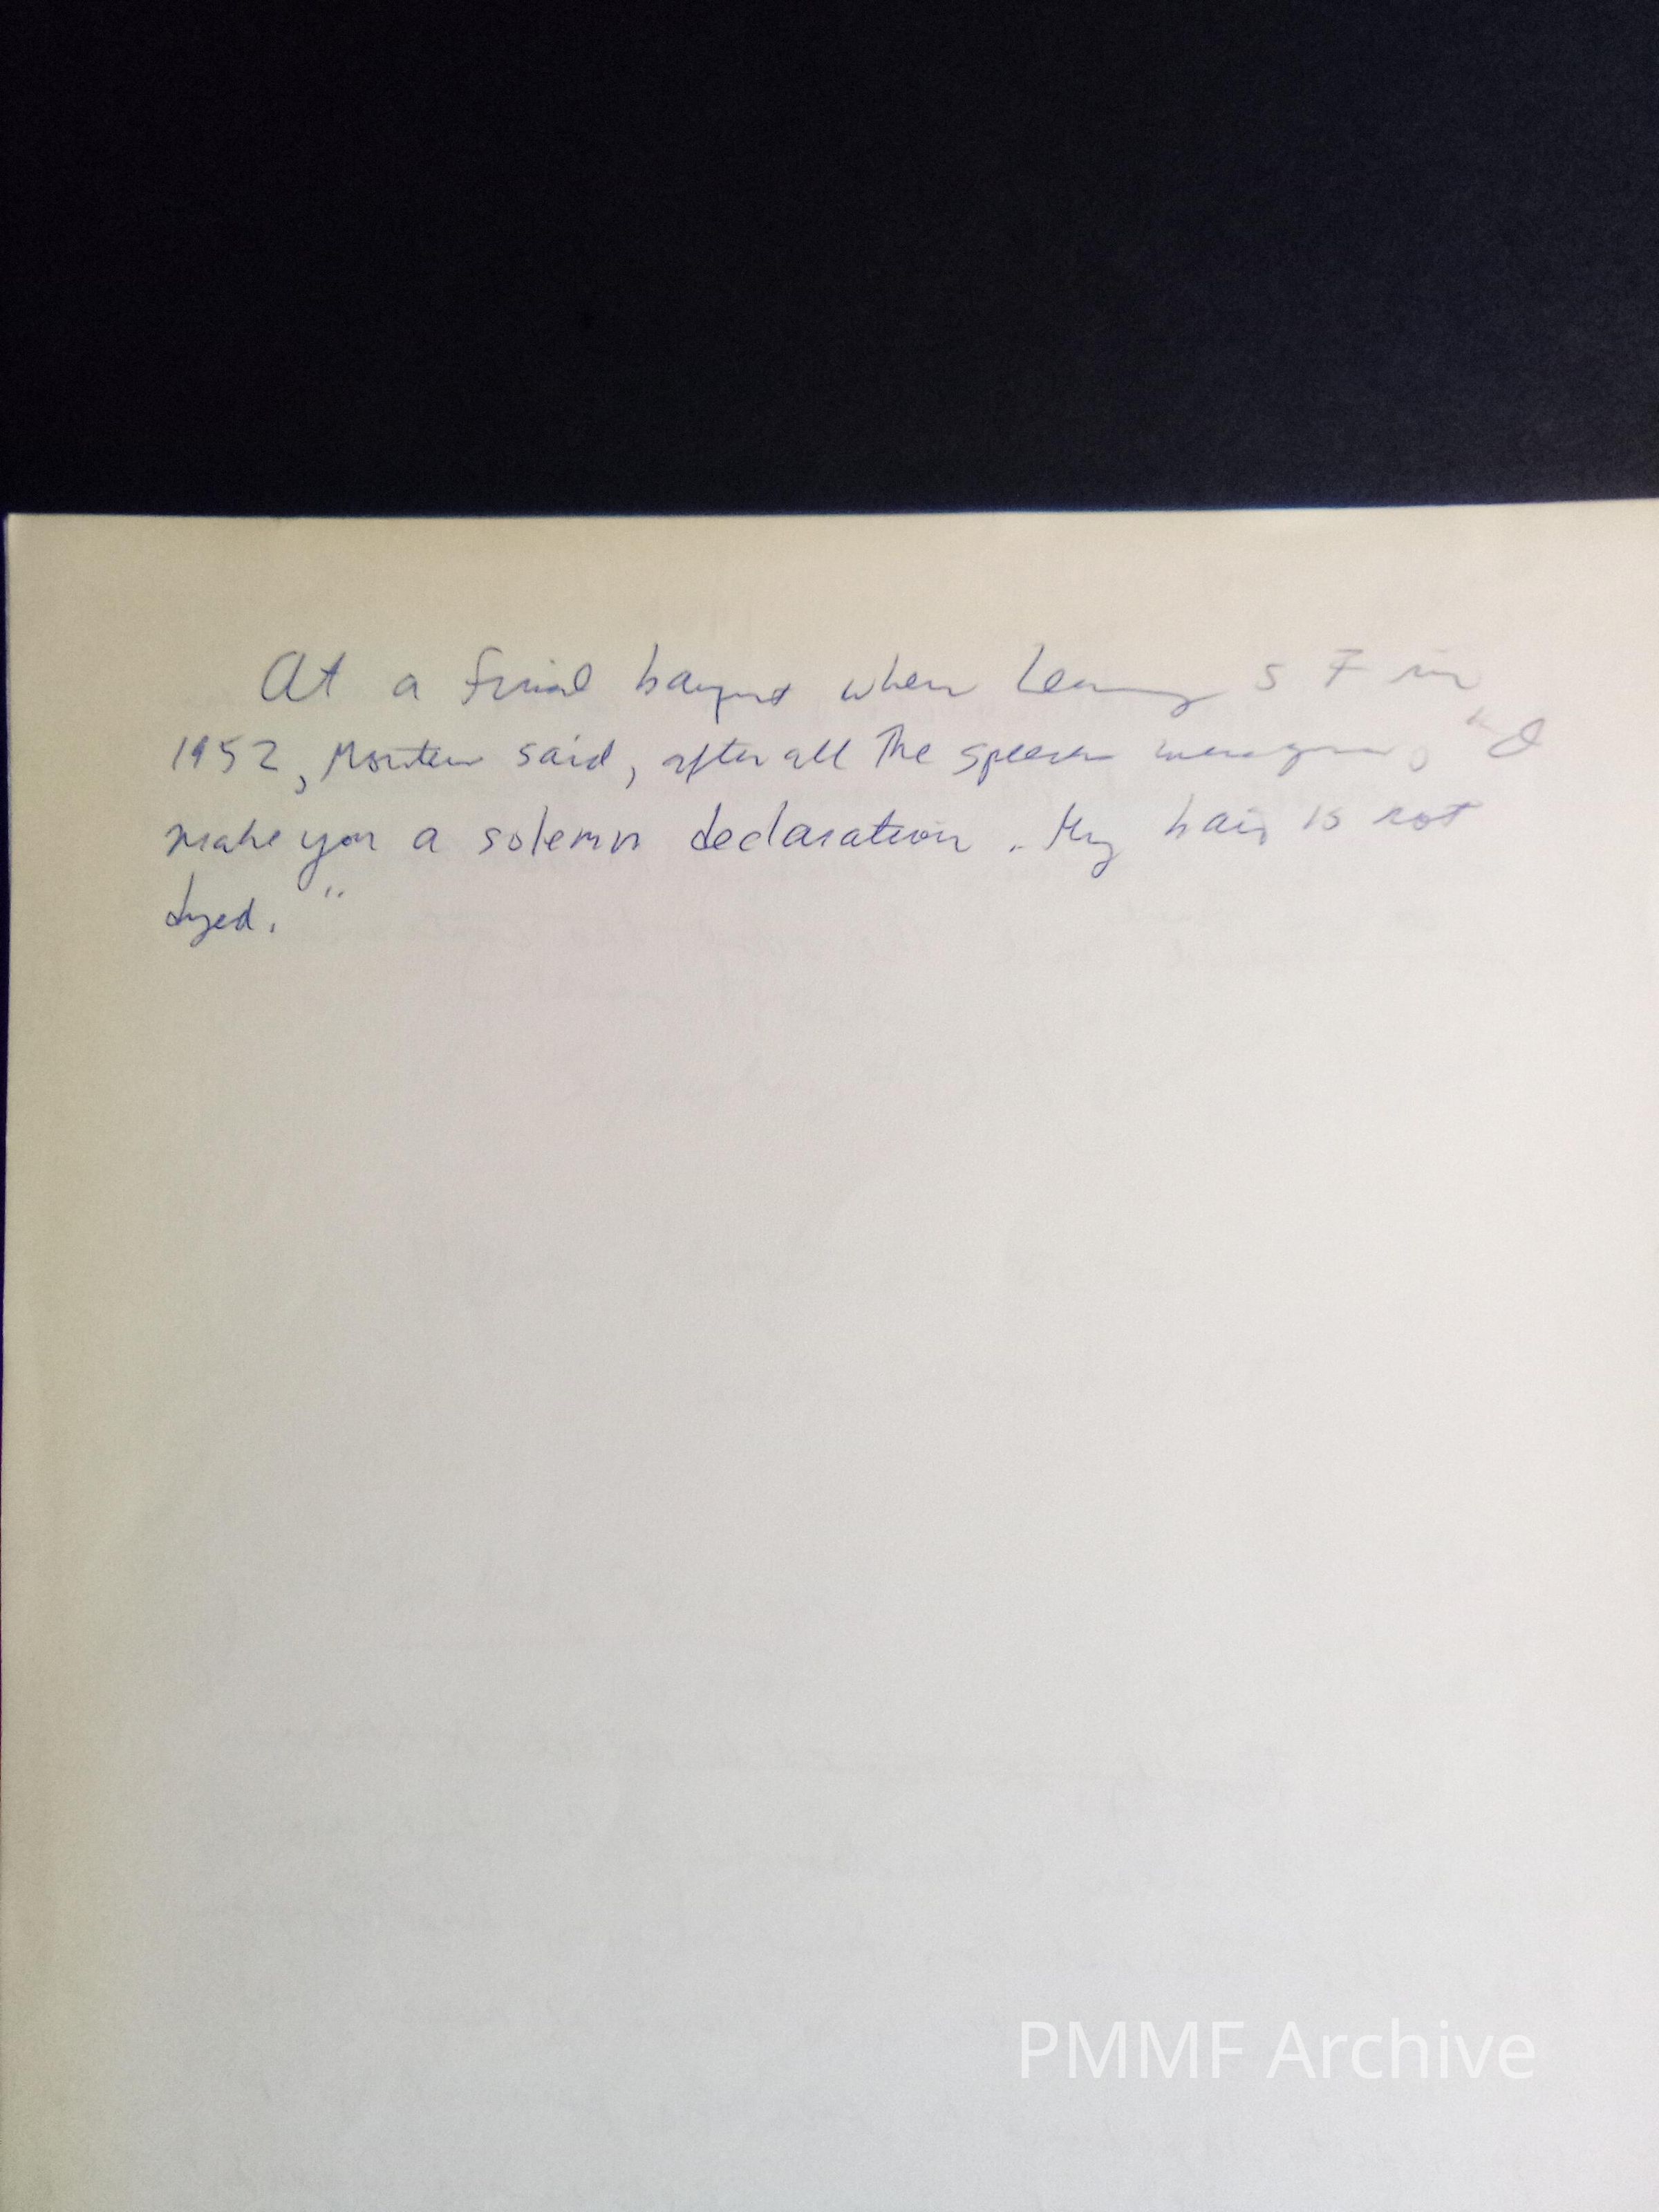 At a final banquet when leaving S F in
1952, Monteux said, after all the speeches were given, "I
make you a solemn declaration. My hair is not
dyed."
PMMF Archive